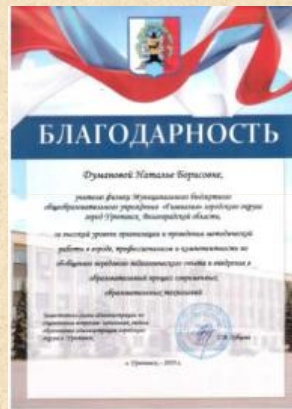 БЛАГОДАРНОСТЬ
Думановой Наталье Борисовне,
учителю физики Муниципального бюджетного
общеобразовательного учреждения «Гимназия» городского округа
город Урюпинск, Волгоградской области,
за высокий уровень организации и проведения методической
работы в городе, профессионализм и компетентность по
обобщению передового педагогического опыта и внедрение в
образовательный процесс современных
образовательных технологий
г. Урюпинск,